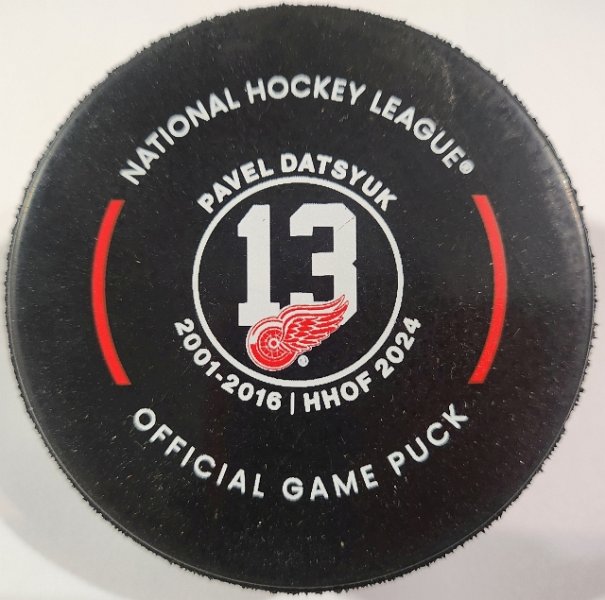 NATIONAL HOCKEY LEAGUE®
PAVEL DATSYUK
13
®
2001-2016 | HHOF 2024
OFFICIAL GAME PUCK